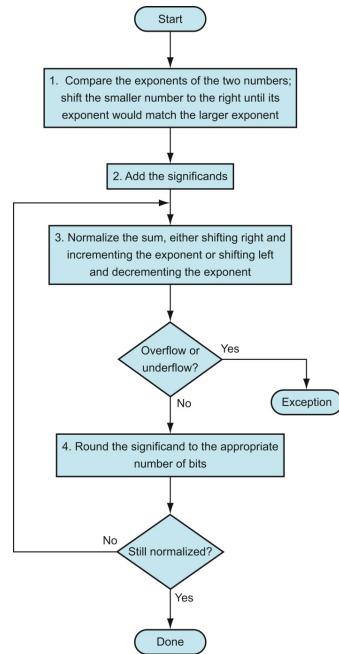 Start
1. Compare the exponents of the two numbers;
shift the smaller number to the right until its
exponent would match the larger exponent
2. Add the significands
3. Normalize the sum, either shifting right and
incrementing the exponent or shifting left
and decrementing the exponent
Overflow or
underflow?
Yes
Exception
No
4. Round the significand to the appropriate
number of bits
No
Still normalized?
Yes
Done